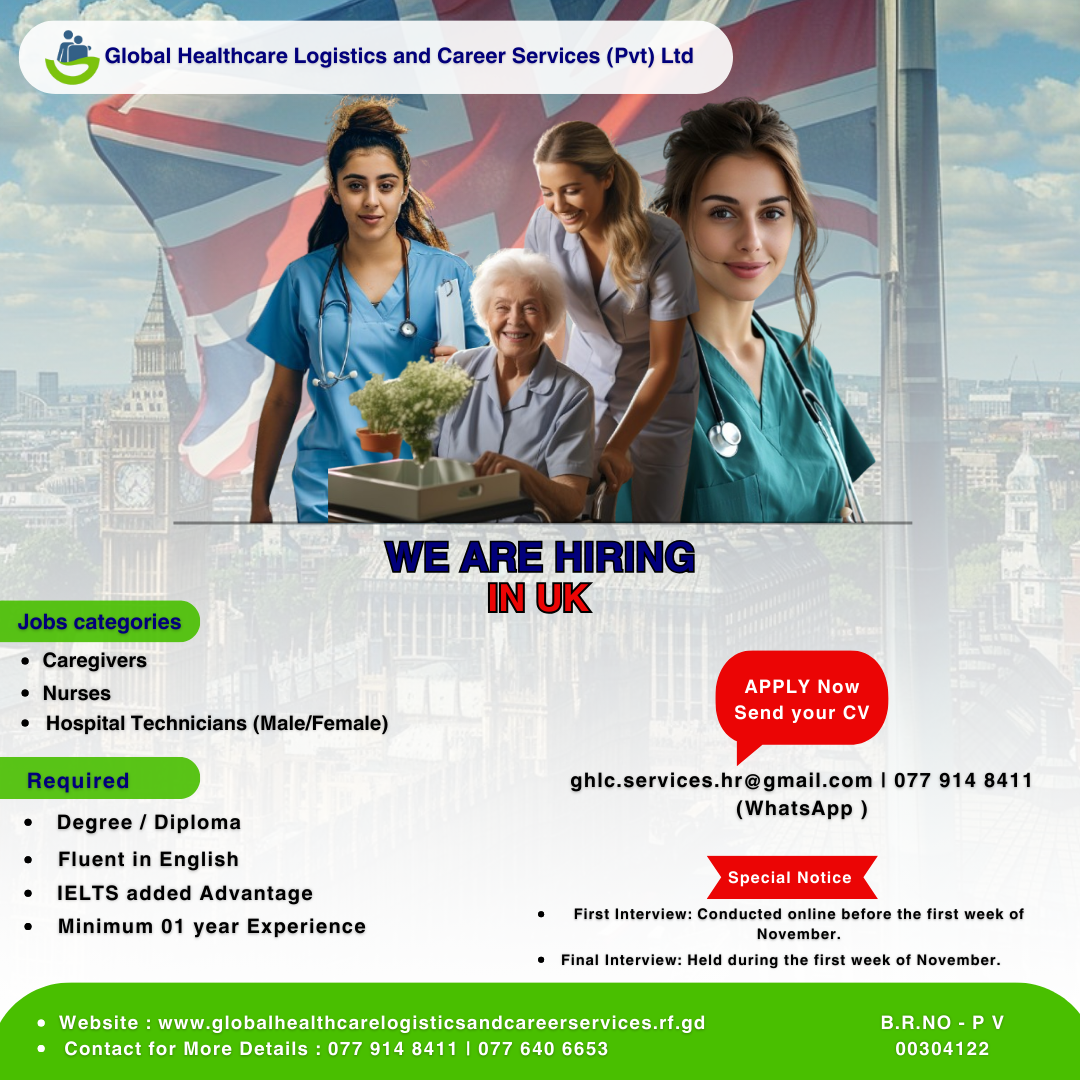 Global Healthcare Logistics and Career Services (Pvt) Ltd
WE ARE HIRING
IN UK
Jobs categories
• Caregivers
• Nurses
• Hospital Technicians (Male/Female)
Required
• Degree / Diploma
• Fluent in English
• IELTS added Advantage
• Minimum 01 year Experience
APPLY Now
Send your CV
ghlc.services.hr@gmail.com | 077 914 8411
(WhatsApp )
Special Notice
• First Interview: Conducted online before the first week of
November.
• Final Interview: Held during the first week of November.
• Website : www.globalhealthcarelogisticsandcareerservices.rf.gd
• Contact for More Details : 077 914 8411 | 077 640 6653
B.R.NO - P V
00304122